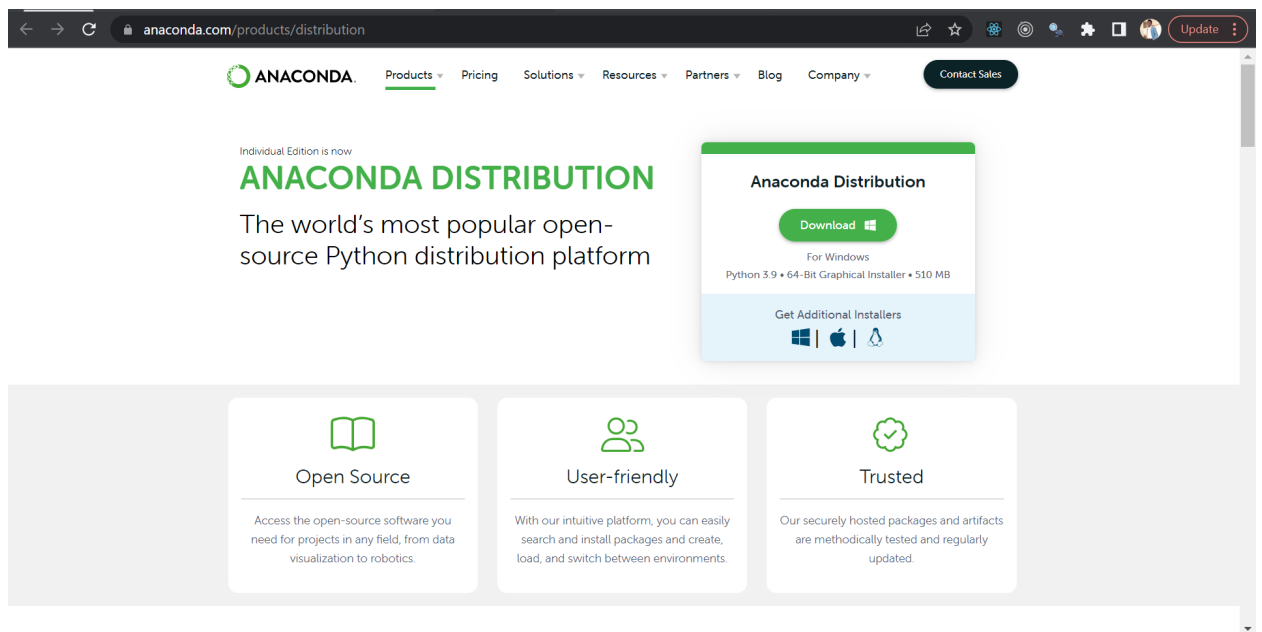 anaconda.com/products/distribution
Update
ANACONDA.
Products
Pricing
Solutions
Resources
Partners
Blog
Company
Contact Sales
Individual Edition is now
ANACONDA DISTRIBUTION
The world's most popular open-
source Python distribution platform
Anaconda Distribution
Download
For Windows
Python 3.9 • 64-Bit Graphical Installer • 510 MB
Get Additional Installers
| |
Open Source
Access the open-source software you
need for projects in any field, from data
visualization to robotics.
User-friendly
With our intuitive platform, you can easily
search and install packages and create,
load, and switch between environments.
Trusted
Our securely hosted packages and artifacts
are methodically tested and regularly
updated.